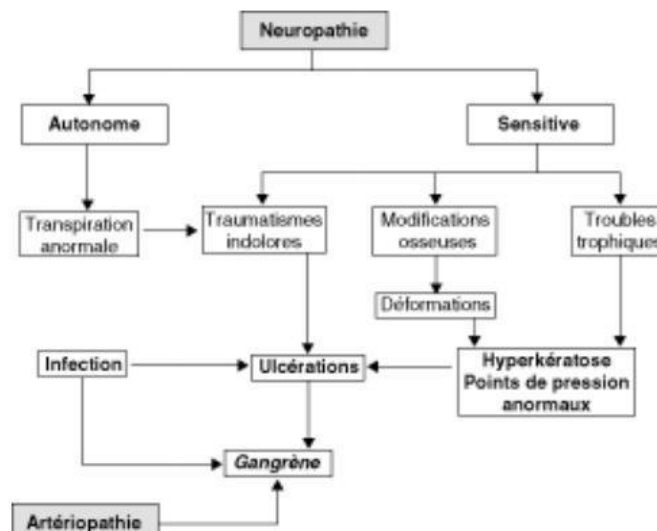 Neuropathie
Autonome
Sensitive
Transpiration
anormale
Traumatismes
indolores
Modifications
osseuses
Troubles
trophiques
Déformations
Infection
Ulcérations
Hyperkératose
Points de pression
anormaux
Gangrène
Artériopathie